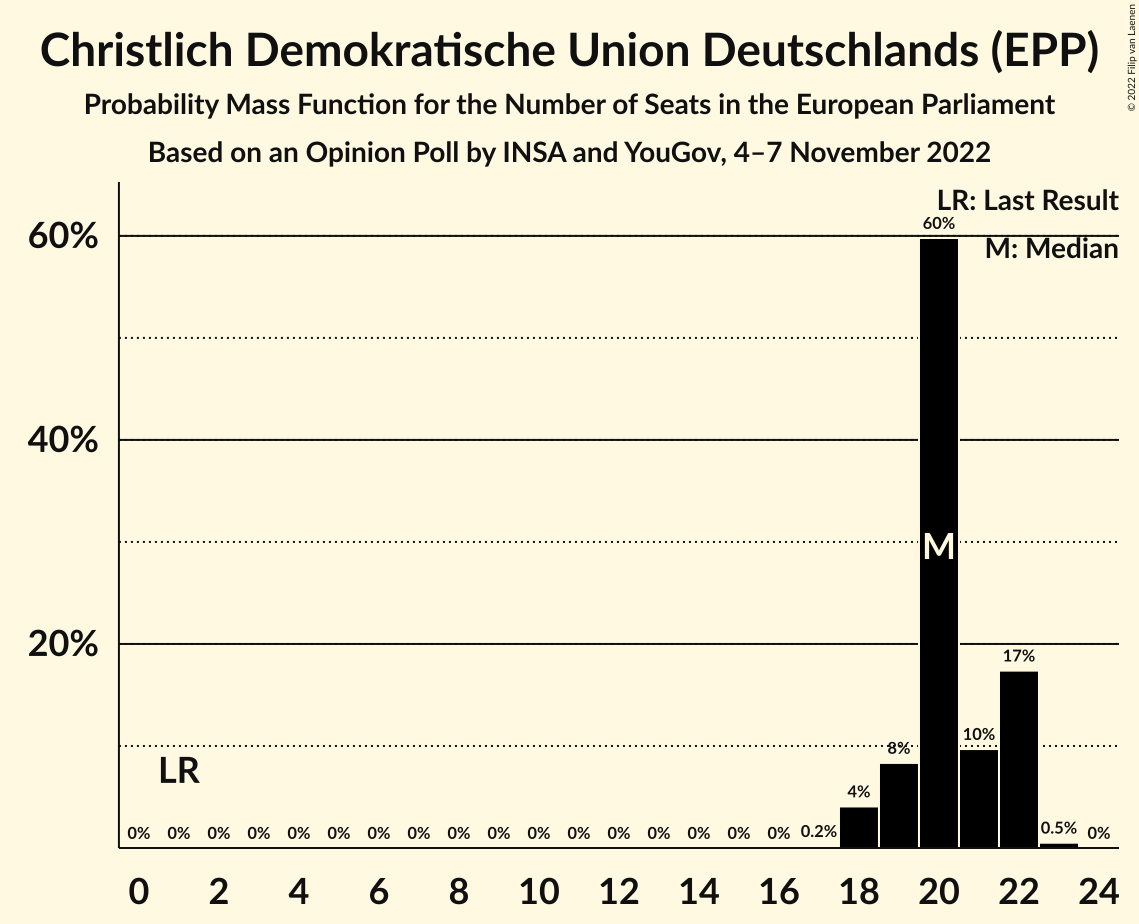 Christlich Demokratische Union Deutschlands (EPP)
Probability Mass Function for the Number of Seats in the European Parliament
Based on an Opinion Poll by INSA and YouGov, 4–7 November 2022
© 2022 Filip van Laenen
LR: Last Result
M: Median
60%
40%
20%
60%
M
17%
10%
8%
4%
LR
0% 0% 0% 0% 0% 0% 0% 0% 0% 0% 0% 0% 0% 0% 0% 0% 0% 0.2% 0.5% 0%
0 2 4 6 8 10 12 14 16 18 20 22 24